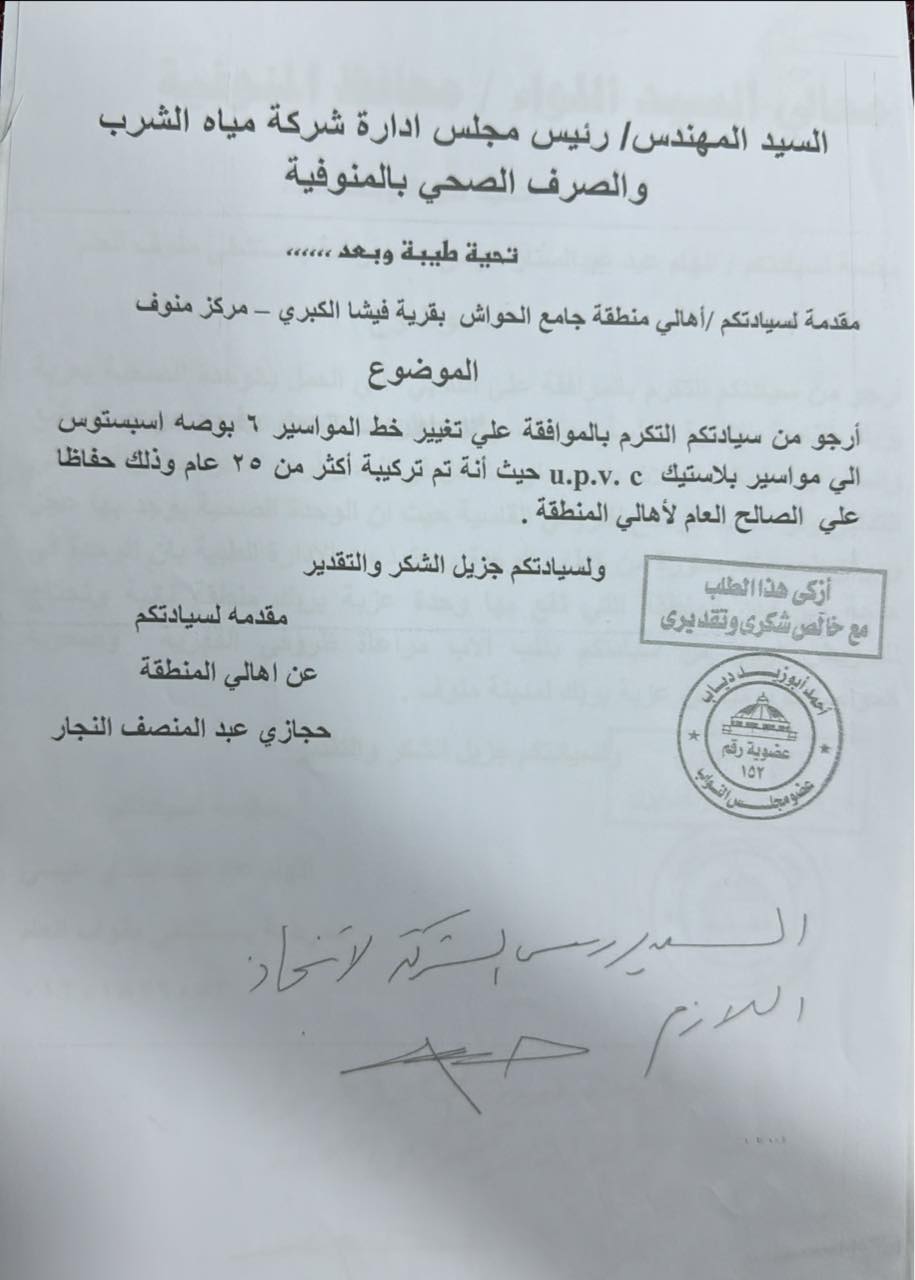 السيد المهندس/ رئيس مجلس ادارة شركة مياه الشرب
والصرف الصحي بالمنوفية
تحية طيبة وبعد ......
مقدمة لسيادتكم /أهالي منطقة جامع الحواش بقرية فيشا الكبري – مركز منوف
الموضوع
أرجو من سيادتكم التكرم بالموافقة علي تغيير خط المواسير ٦ بوصه اسبستوس
الي مواسير بلاستيك u.p.v. c حيث أنة تم تركيبة أكثر من ٢٥ عام وذلك حفاظا
علي الصالح العام لأهالي المنطقة .
ولسيادتكم جزيل الشكر والتقدير
مقدمه لسيادتكم
عن اهالي المنطقة
حجازي عبد المنصف النجار
أزكى هذا الطلب
مع خالص شكرى وتقديرى
أحمد أبوزيد دياب
عضوية رقم
١٥٢
عضو مجلس النواب
السيد رئيس الشركة لاتخاذ
اللازم